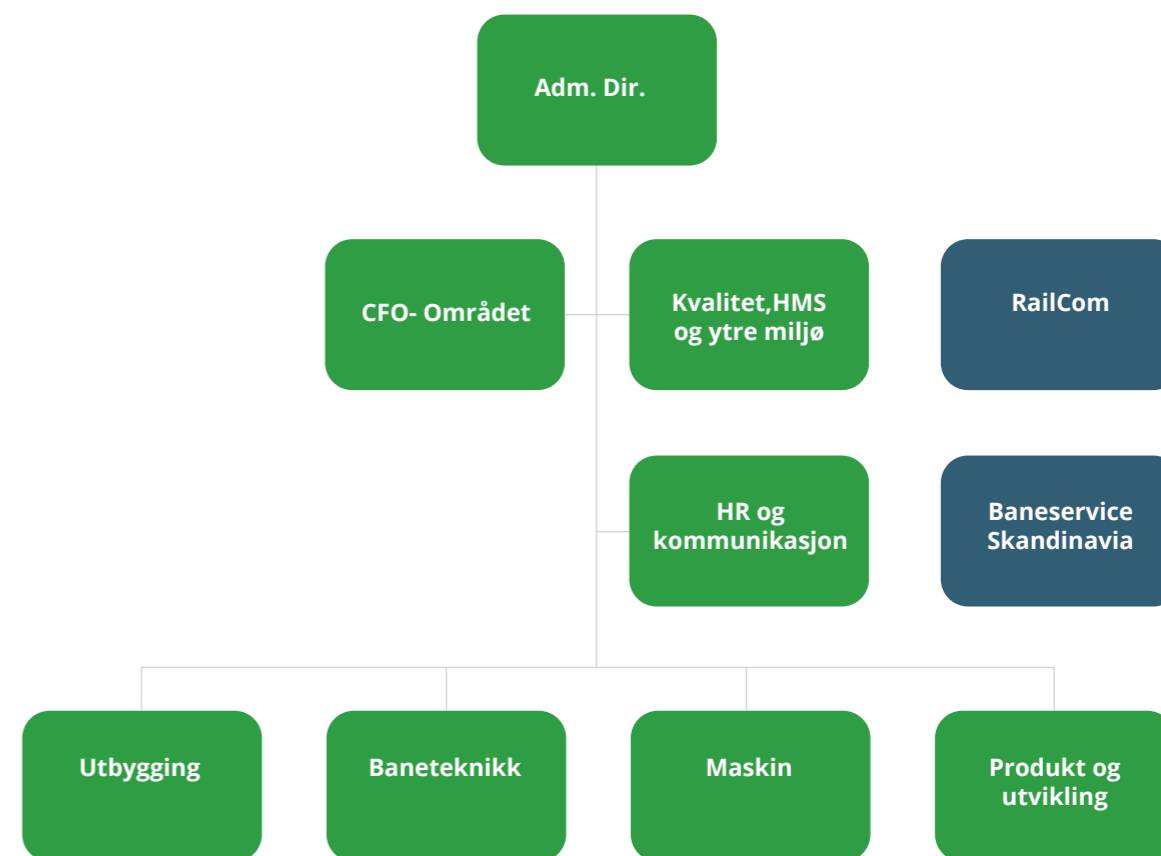 Adm. Dir.
CFO- Området
Kvalitet,HMS
og ytre miljø
RailCom
HR og
kommunikasjon
Baneservice
Skandinavia
Utbygging
Baneteknikk
Maskin
Produkt og
utvikling